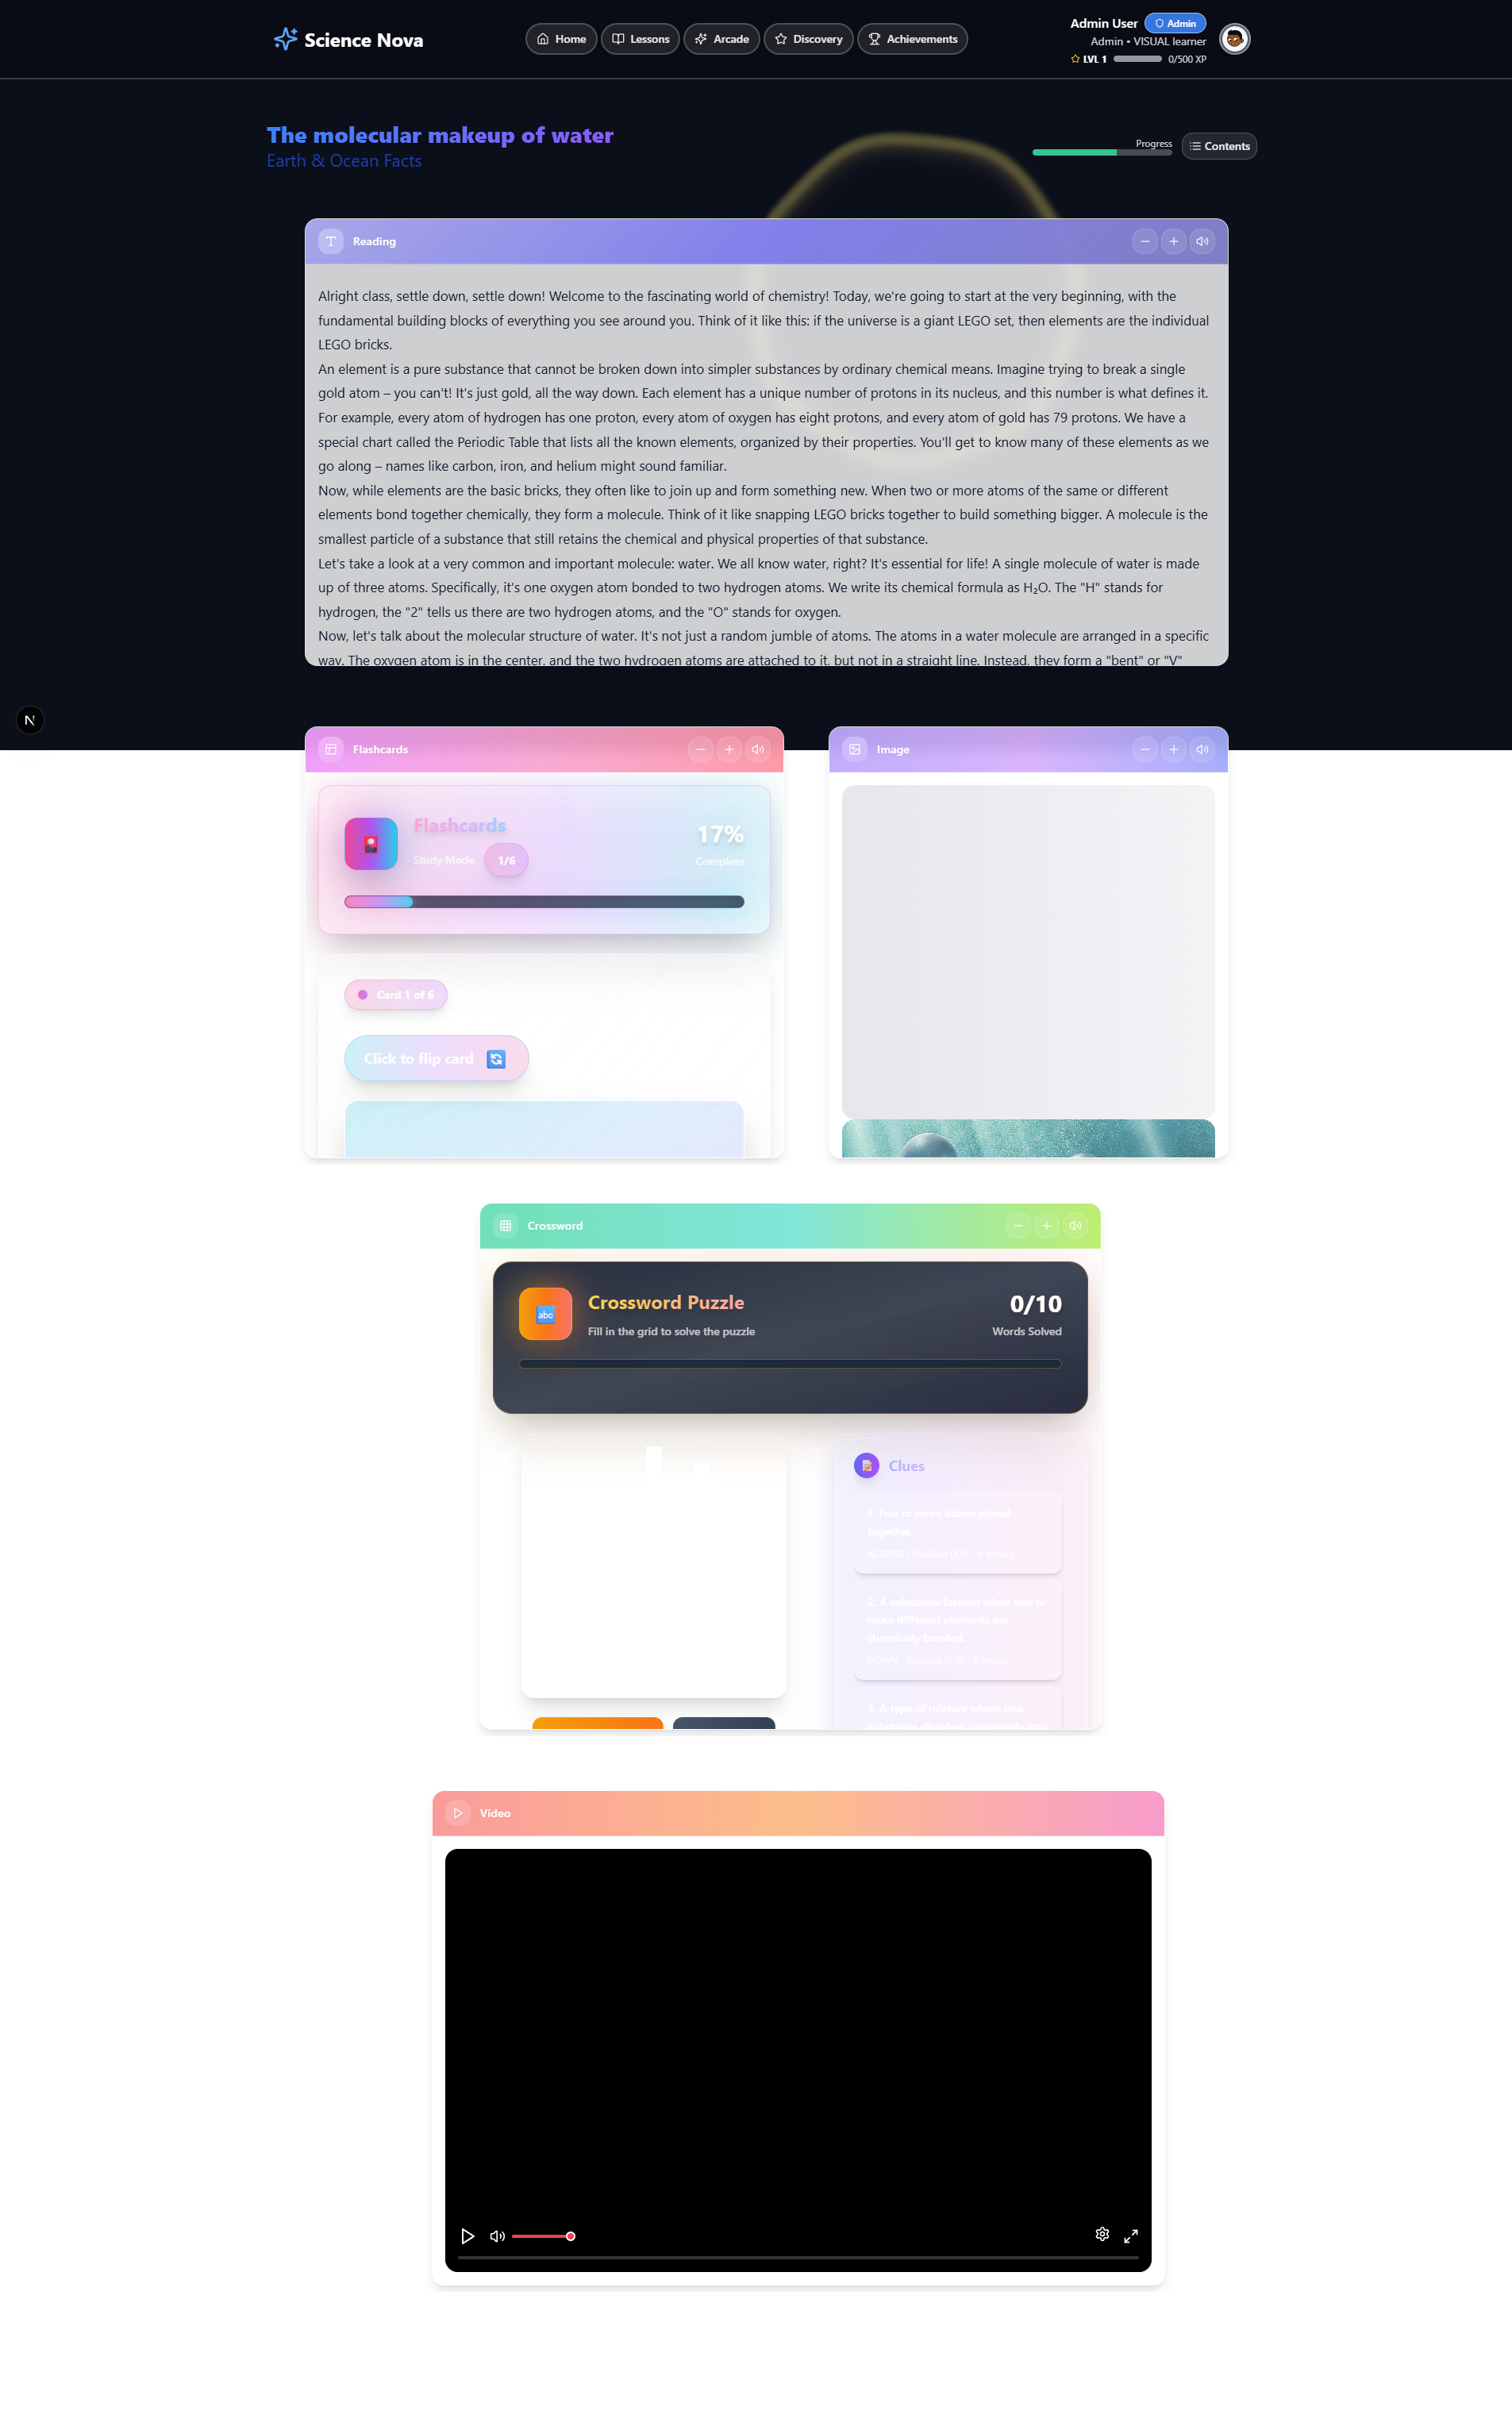 Science Nova
Home
Lessons
Arcade
Discovery
Achievements
Admin User
Admin
Admin • VISUAL learner
LVL 1
0/500 XP
The molecular makeup of water
Earth & Ocean Facts
Progress
Contents
Reading
Alright class, settle down, settle down! Welcome to the fascinating world of chemistry! Today, we're going to start at the very beginning, with the
fundamental building blocks of everything you see around you. Think of it like this: if the universe is a giant LEGO set, then elements are the individual
LEGO bricks.
An element is a pure substance that cannot be broken down into simpler substances by ordinary chemical means. Imagine trying to break a single
gold atom – you can't! It's just gold, all the way down. Each element has a unique number of protons in its nucleus, and this number is what defines it.
For example, every atom of hydrogen has one proton, every atom of oxygen has eight protons, and every atom of gold has 79 protons. We have a
special chart called the Periodic Table that lists all the known elements, organized by their properties. You'll get to know many of these elements as we
go along – names like carbon, iron, and helium might sound familiar.
Now, while elements are the basic bricks, they often like to join up and form something new. When two or more atoms of the same or different
elements bond together chemically, they form a molecule. Think of it like snapping LEGO bricks together to build something bigger. A molecule is the
smallest particle of a substance that still retains the chemical and physical properties of that substance.
Let's take a look at a very common and important molecule: water. We all know water, right? It's essential for life! A single molecule of water is made
up of three atoms. Specifically, it's one oxygen atom bonded to two hydrogen atoms. We write its chemical formula as H₂O. The "H" stands for
hydrogen, the "2" tells us there are two hydrogen atoms, and the "O" stands for oxygen.
Now, let's talk about the molecular structure of water. It's not just a random jumble of atoms. The atoms in a water molecule are arranged in a specific
way. The oxygen atom is in the center, and the two hydrogen atoms are attached to it, but not in a straight line. Instead, they form a "bent" or "V"
N
Flashcards
Flashcards
Study Mode
1/6
17%
Complete
Card 1 of 6
Click to flip card
Image
Crossword
abc
Crossword Puzzle
Fill in the grid to solve the puzzle
0/10
Words Solved
Clues
1. Two or more atoms joined
together.
ACROSS • Position
letters
2. A substance formed when two or
more different elements are
chemically bonded.
DOWN • Position (7,9) • 8 letters
3. A type of mixture where one
substance dissolves completely into
Video